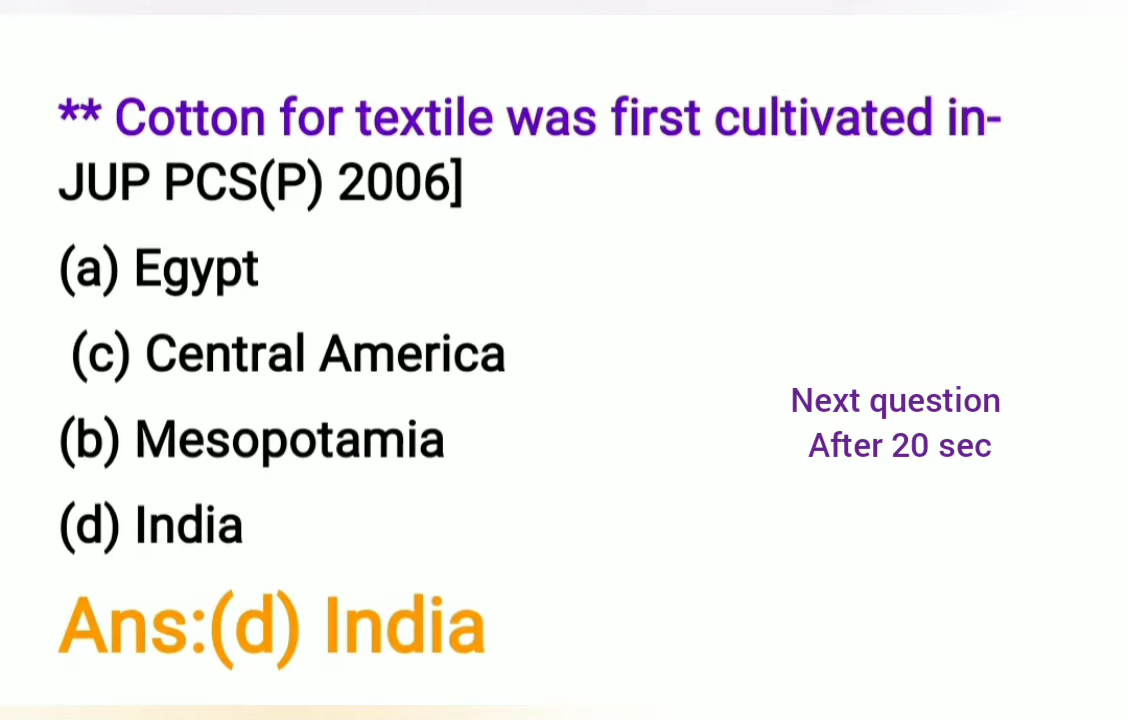 ** Cotton for textile was first cultivated in-
JUP PCS(P) 2006]
(a) Egypt
(c) Central America
(b) Mesopotamia
(d) India
Ans:(d) India
Next question
After 20 sec